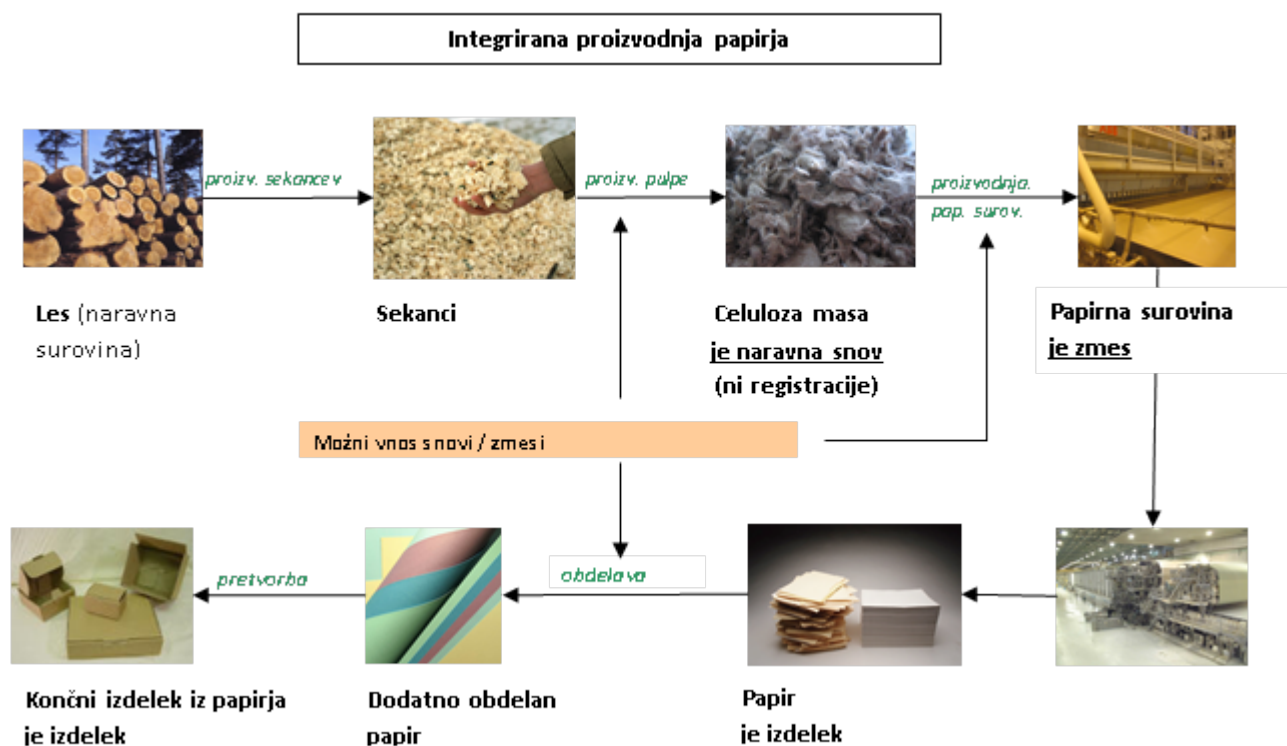 Integrirana proizvodnja papirja
proizv. sekancev
proizv. pulpe
proizvodnja.
pap. surov.
Les (naravna
surovina)
Sekanci
Celuloza masa
je naravna snov
(ni registracije)
Papirna surovina
je zmes
Možni vnos snovi / zmesi
pretvorba
obdelava
Končni izdelek iz papirja
je izdelek
Dodatno obdelan
papir
Papir
je izdelek